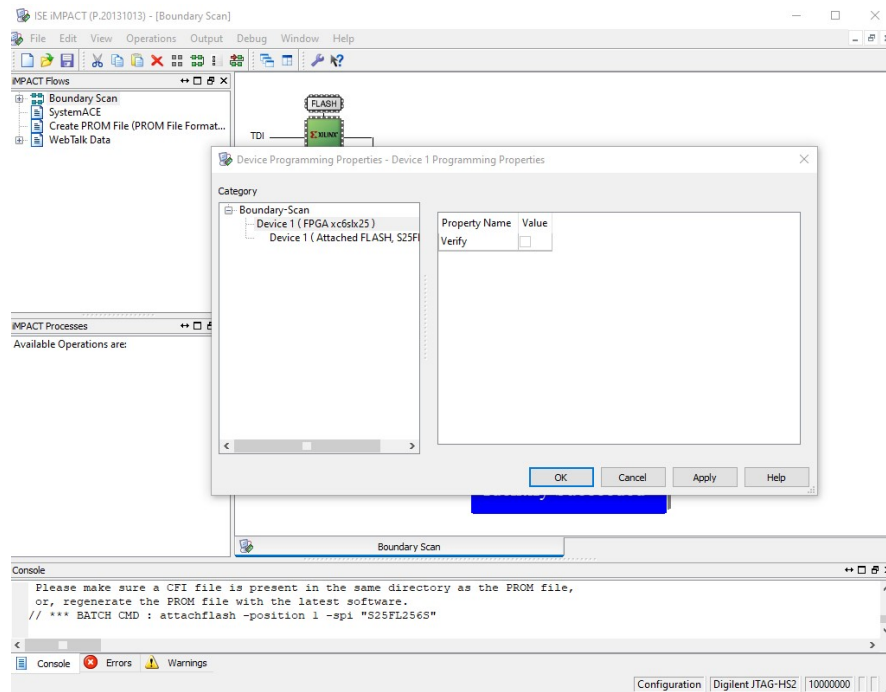 ISE iMPACT (P.20131013) - [Boundary Scan]
File Edit View Operations Output Debug Window Help
iMPACT Flows
Boundary Scan
SystemACE
Create PROM File (PROM File Format...
WebTalk Data
FLASH
TDI
XILINX
Device Programming Properties - Device 1 Programming Properties
Category
Boundary-Scan
Device 1 ( FPGA xc6slx25 )
Device 1 ( Attached FLASH, S25Fl
Property Name Value
Verify
iMPACT Processes
Available Operations are:
OK Cancel Apply Help
Boundary Scan
Console
Please make sure a CFI file is present in the same directory as the PROM file,
or, regenerate the PROM file with the latest software.
// *** BATCH CMD : attachflash -position 1 -spi "S25FL256S"
Console Errors Warnings
Configuration Digilent JTAG-HS2 10000000